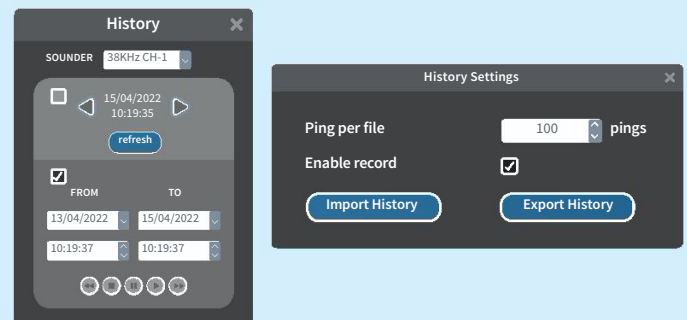 History
SOUNDER 38KHz CH-1
15/04/2022
10:19:35
refresh
FROM TO
13/04/2022 15/04/2022
10:19:37 10:19:37
History Settings
Ping per file 100 pings
Enable record
Import History Export History